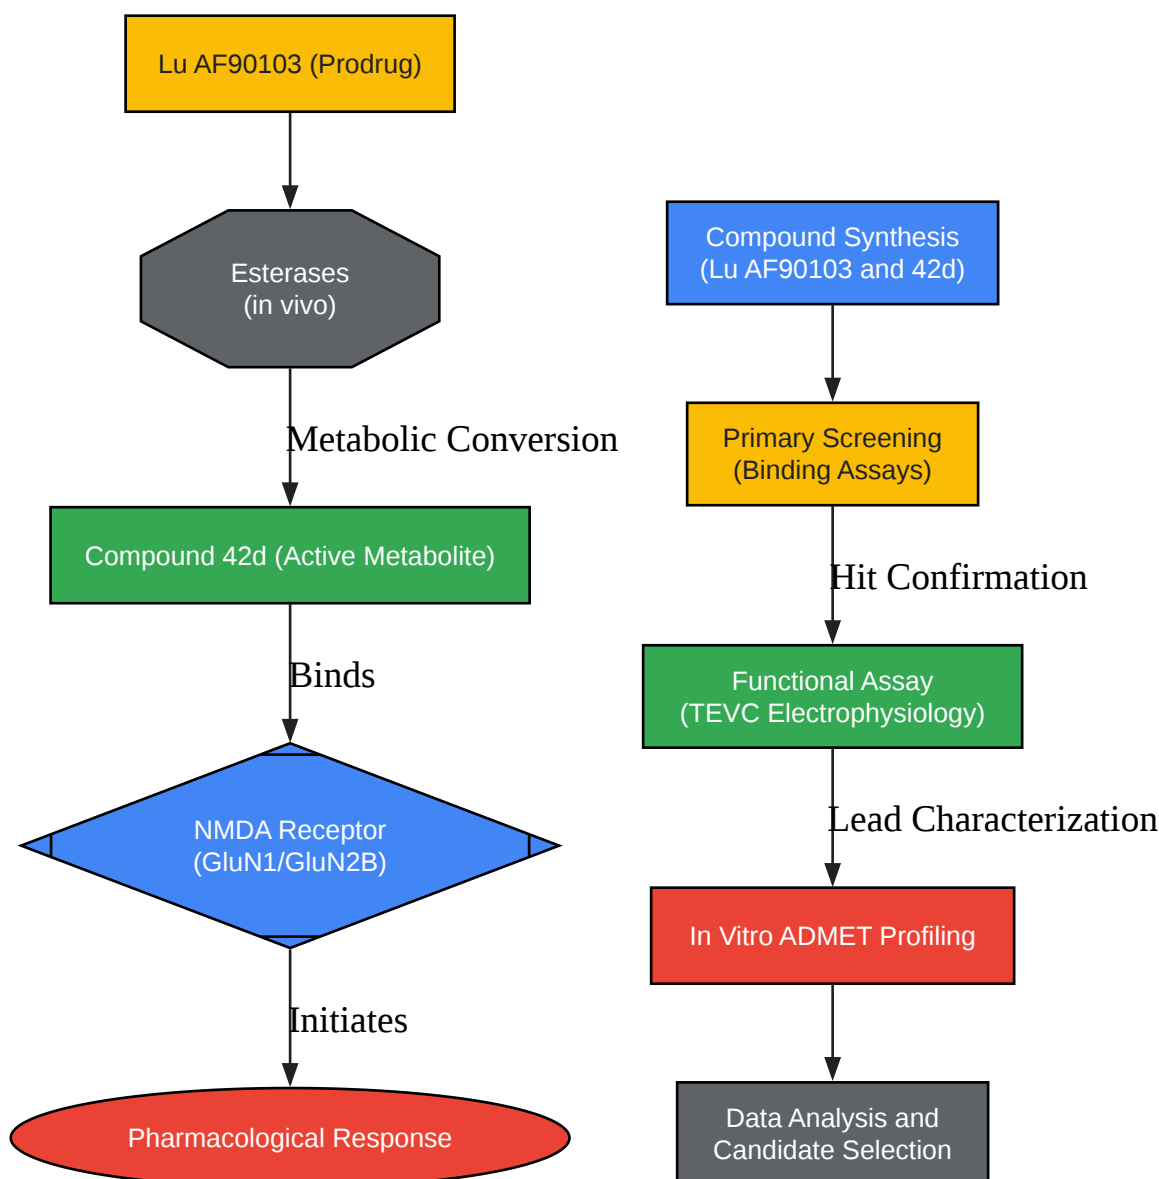 Lu AF90103 (Prodrug)
Esterases
(in vivo)
Metabolic Conversion
Compound 42d (Active Metabolite)
Binds
NMDA Receptor
(GluN1/GluN2B)
Initiates
Pharmacological Response
Compound Synthesis
(Lu AF90103 and 42d)
Primary Screening
(Binding Assays)
Hit Confirmation
Functional Assay
(TEVC Electrophysiology)
Lead Characterization
In Vitro ADMET Profiling
Data Analysis and
Candidate Selection